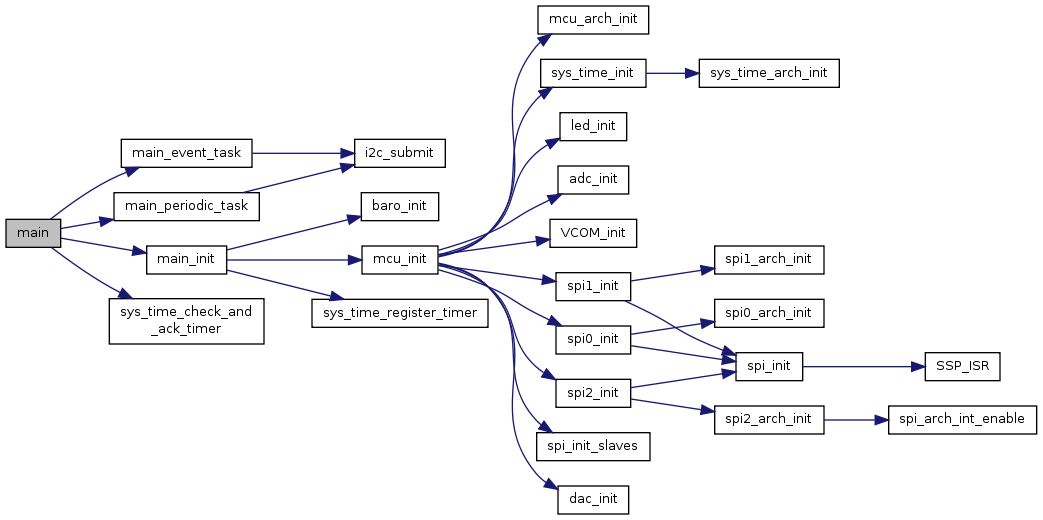 main
main_event_task
i2c_submit
main_periodic_task
main_init
baro_init
mcu_init
mcu_arch_init
sys_time_init
sys_time_arch_init
led_init
adc_init
VCOM_init
spi1_init
spi1_arch_init
spi_init
SSP_ISR
spi0_init
spi0_arch_init
spi2_init
spi2_arch_init
spi_arch_int_enable
spi_init_slaves
dac_init
sys_time_register_timer
sys_time_check_and
_ack_timer